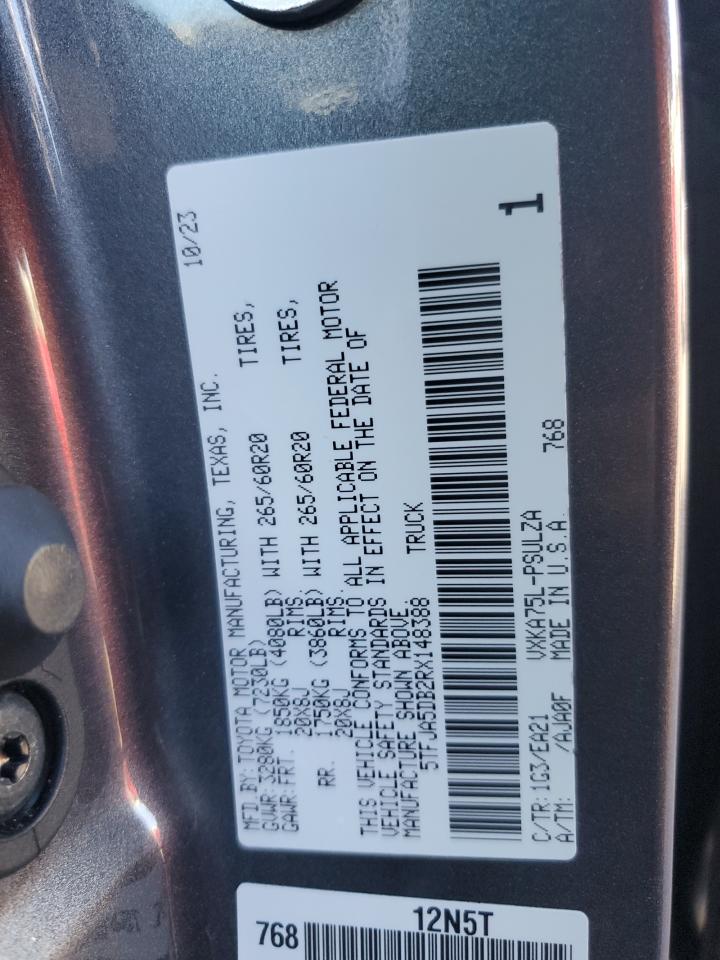 MFD.BY:TOYOTA MOTOR MANUFACTURING, TEXAS, INC. 10/23
GVWR:3280KG (7230LB)
GAWR:FRT. 1850KG (4080LB) WITH 265/60R20 TIRES,
20X8J RIMS.
RR. 1750KG (3860LB) WITH 265/60R20 TIRES,
20X8J RIMS.
THIS VEHICLE CONFORMS TO ALL APPLICABLE FEDERAL MOTOR
VEHICLE SAFETY STANDARDS IN EFFECT ON THE DATE OF
MANUFACTURE SHOWN ABOVE.
5TFJA5DB2RX148388 TRUCK
1
C/TR:1G3/EA21 VXKA75L-PSULZA
A/TM: /AJA0F MADE IN U.S.A. 768
12N5T
768